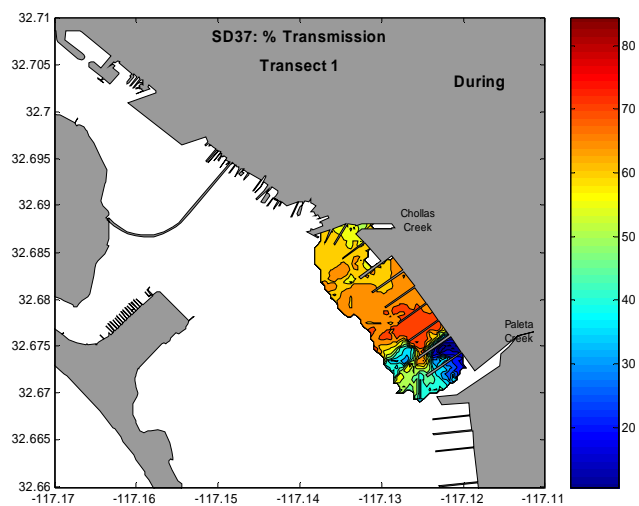 SD37: % Transmission
Transect 1
During
Chollas
Creek
Paleta
Creek
32.71
32.705
32.7
32.695
32.69
32.685
32.68
32.675
32.67
32.665
32.66
-117.17 -117.16 -117.15 -117.14 -117.13 -117.12 -117.11
80
70
60
50
40
30
20